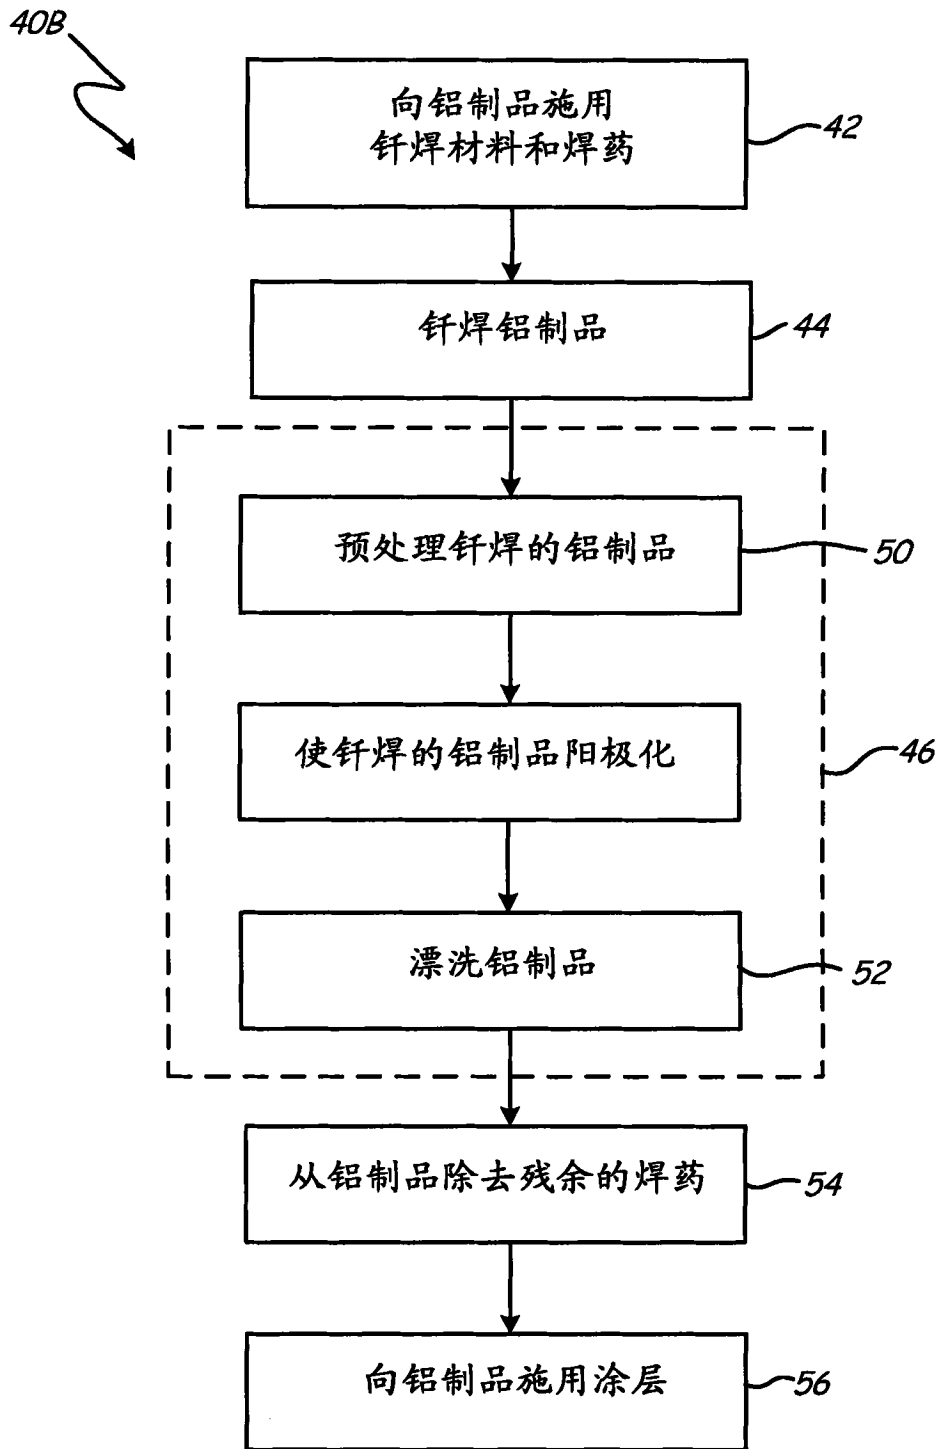 40B
向铝制品施用
钎焊材料和焊药
42
钎焊铝制品
44
预处理钎焊的铝制品
50
使钎焊的铝制品阳极化
46
漂洗铝制品
52
从铝制品除去残余的焊药
54
向铝制品施用涂层
56